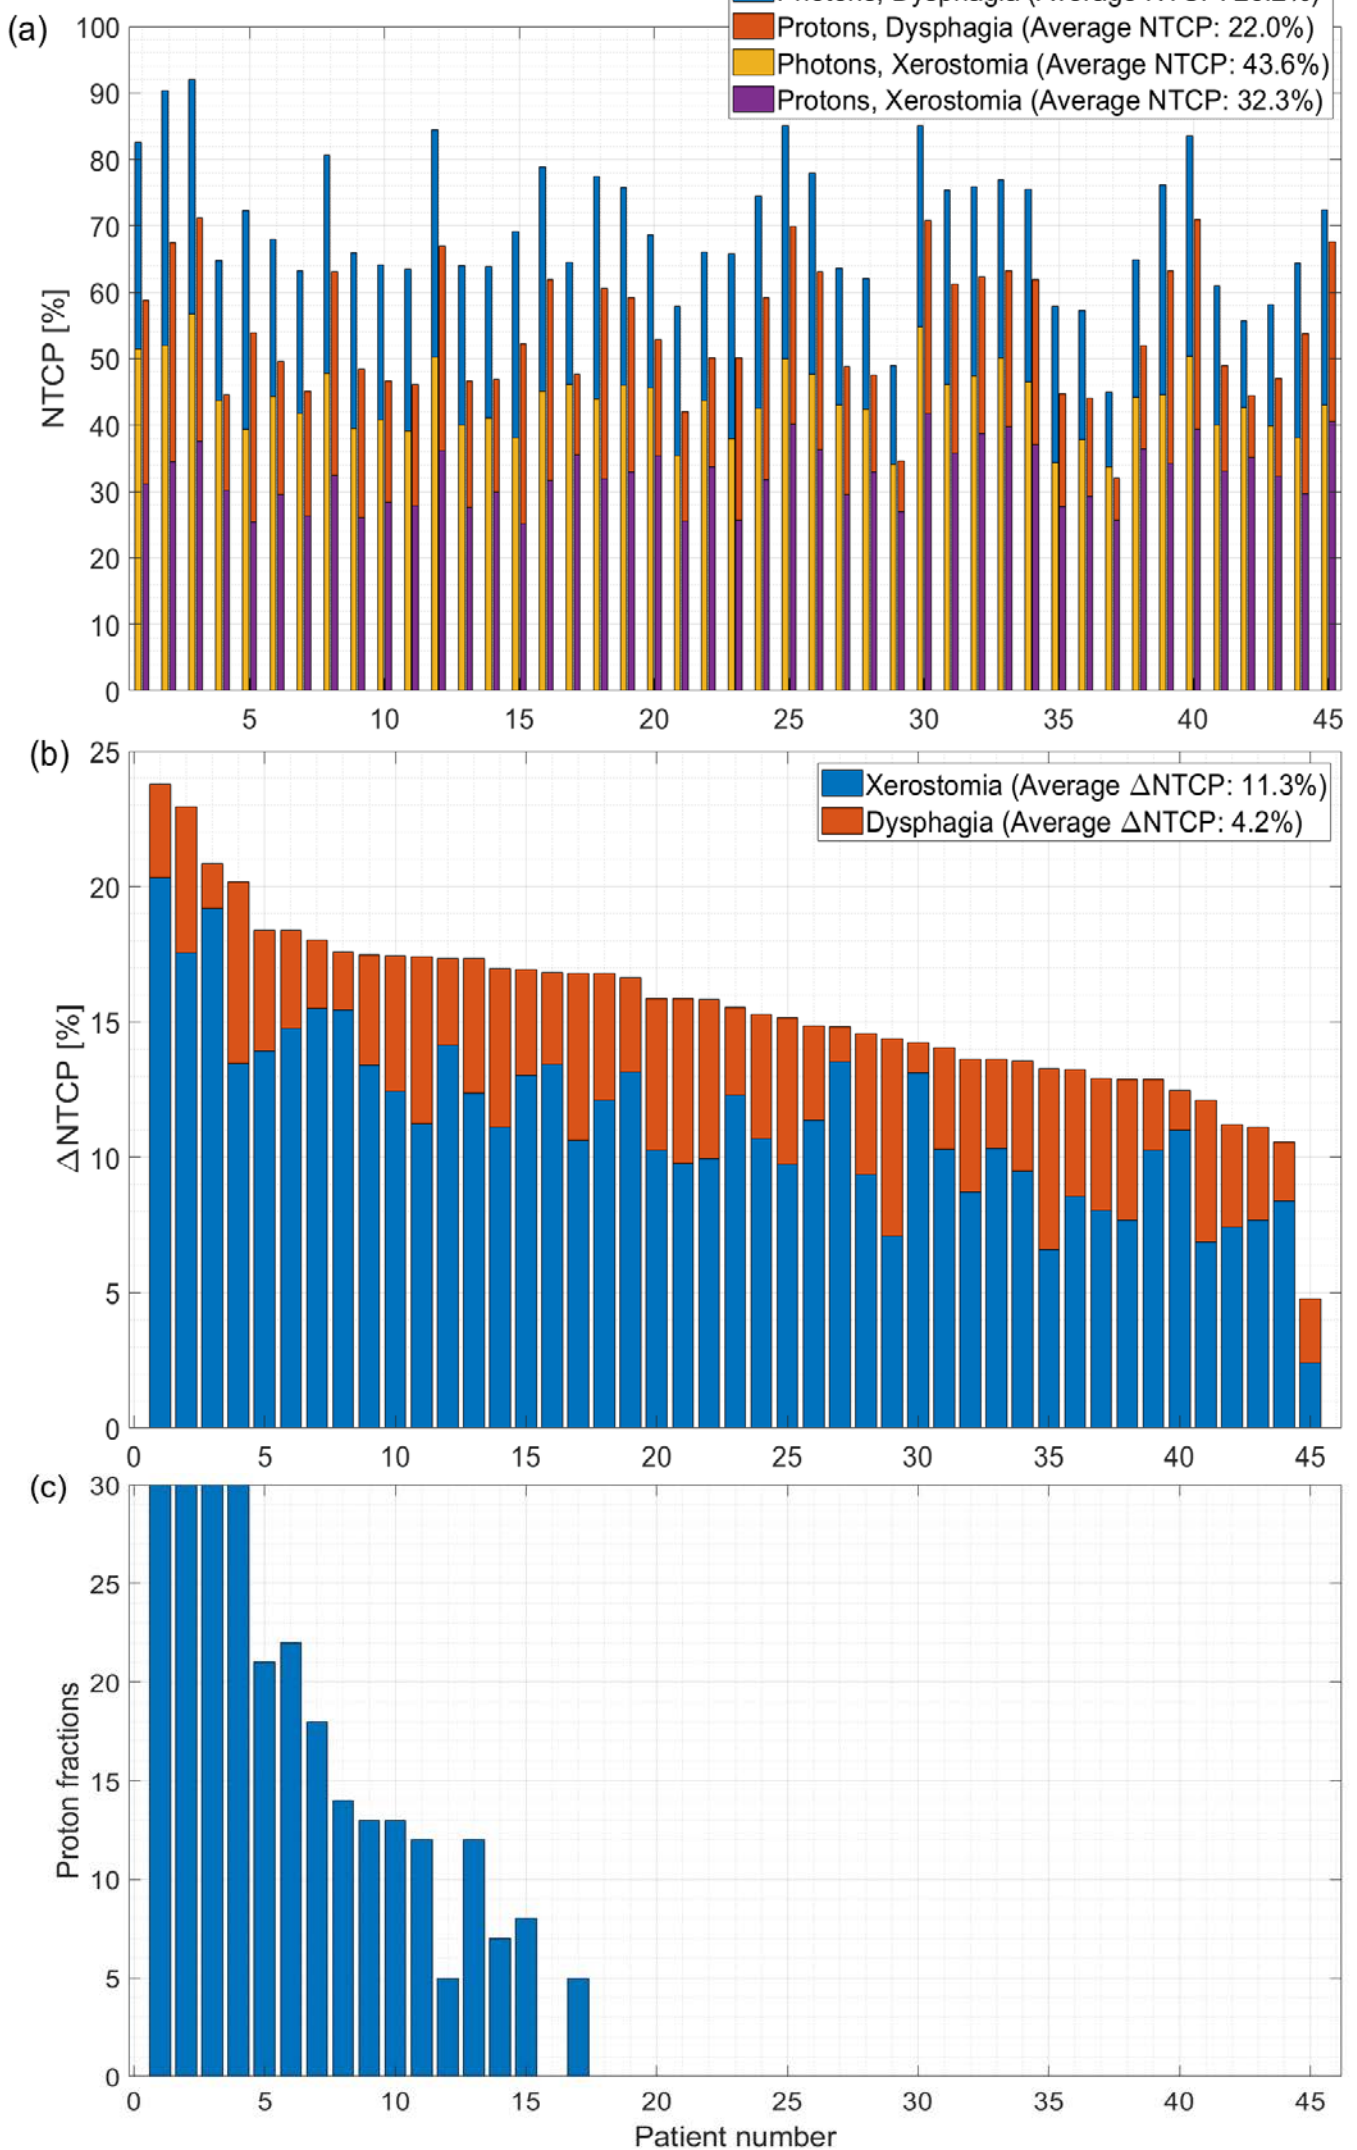 (a)
Protons, Dysphagia (Average NTCP: 22.0%)
Photons, Xerostomia (Average NTCP: 43.6%)
Protons, Xerostomia (Average NTCP: 32.3%)
NTCP [%]
100
90
80
70
60
50
40
30
20
10
0
5 10 15 20 25 30 35 40 45
(b)
Xerostomia (Average ΔNTCP: 11.3%)
Dysphagia (Average ΔNTCP: 4.2%)
ΔNTCP [%]
25
20
15
10
5
0
0 5 10 15 20 25 30 35 40 45
(c)
Proton fractions
30
25
20
15
10
5
0
0 5 10 15 20 25 30 35 40 45
Patient number